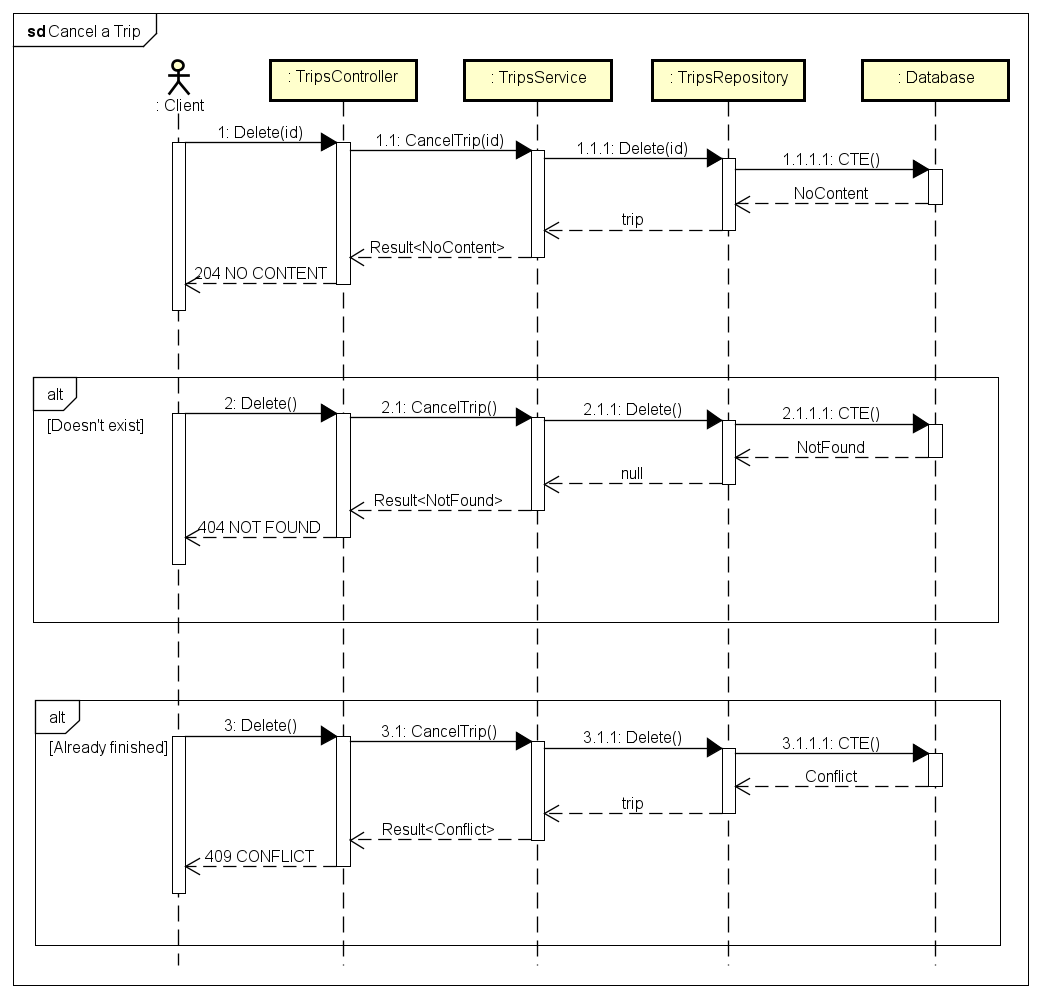 sd Cancel a Trip
: Client
: TripsController
: TripsService
: TripsRepository
: Database
1: Delete(id)
1.1: CancelTrip(id)
1.1.1: Delete(id)
1.1.1.1: CTE()
NoContent
trip
Result<NoContent>
204 NO CONTENT
alt
[Doesn't exist]
2: Delete()
2.1: CancelTrip()
2.1.1: Delete()
2.1.1.1: CTE()
NotFound
null
Result<NotFound>
404 NOT FOUND
alt
[Already finished]
3: Delete()
3.1: CancelTrip()
3.1.1: Delete()
3.1.1.1: CTE()
Conflict
trip
Result<Conflict>
409 CONFLICT